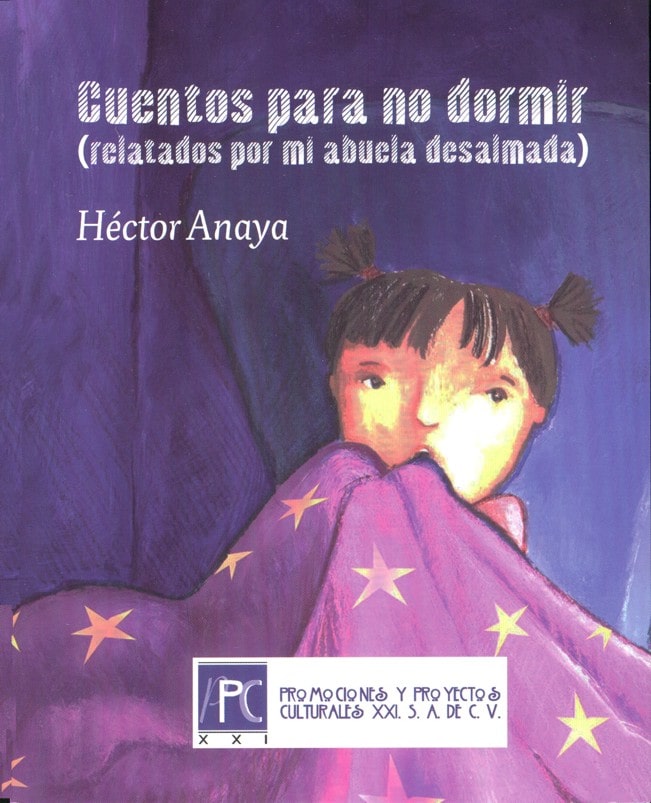 Cuentos para no dormir
(relatados por mi abuela desalmada)
Héctor Anaya
PPC
XXI
PROMOCIONES Y PROYECTOS
CULTURALES XXI. S. A. DE C. V.